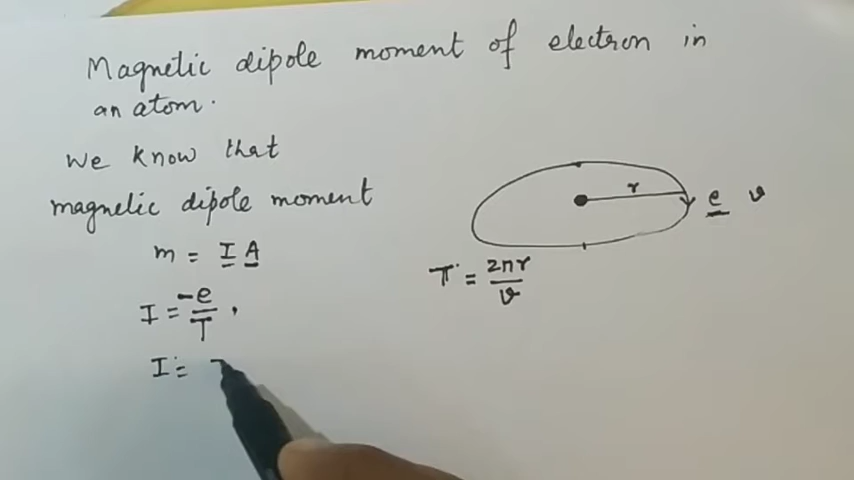 Magnetic dipole moment of electron in
an atom.
We know that
magnetic dipole moment
m = I A
I = -e/T,
I = -
r
e v
T = 2πr/v